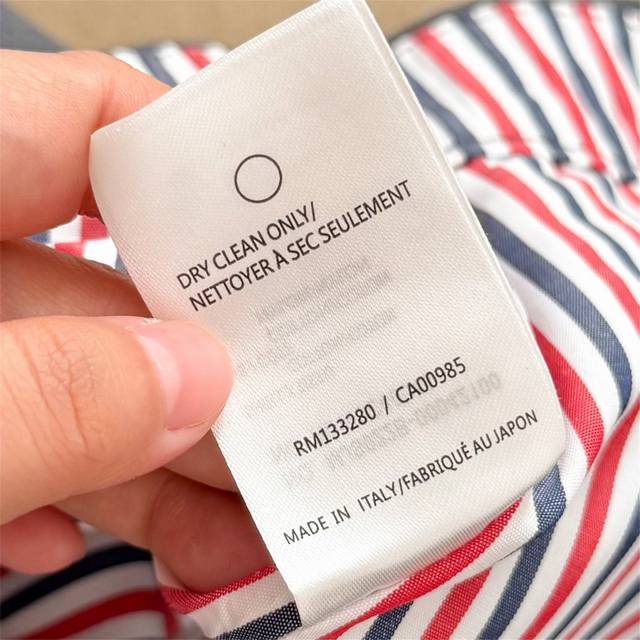 DRY CLEAN ONLY/
NETTOYER À SEC SEULEMENT
RM133280 / CA00985
MADE IN ITALY/FABRIQUÉ AU JAPON